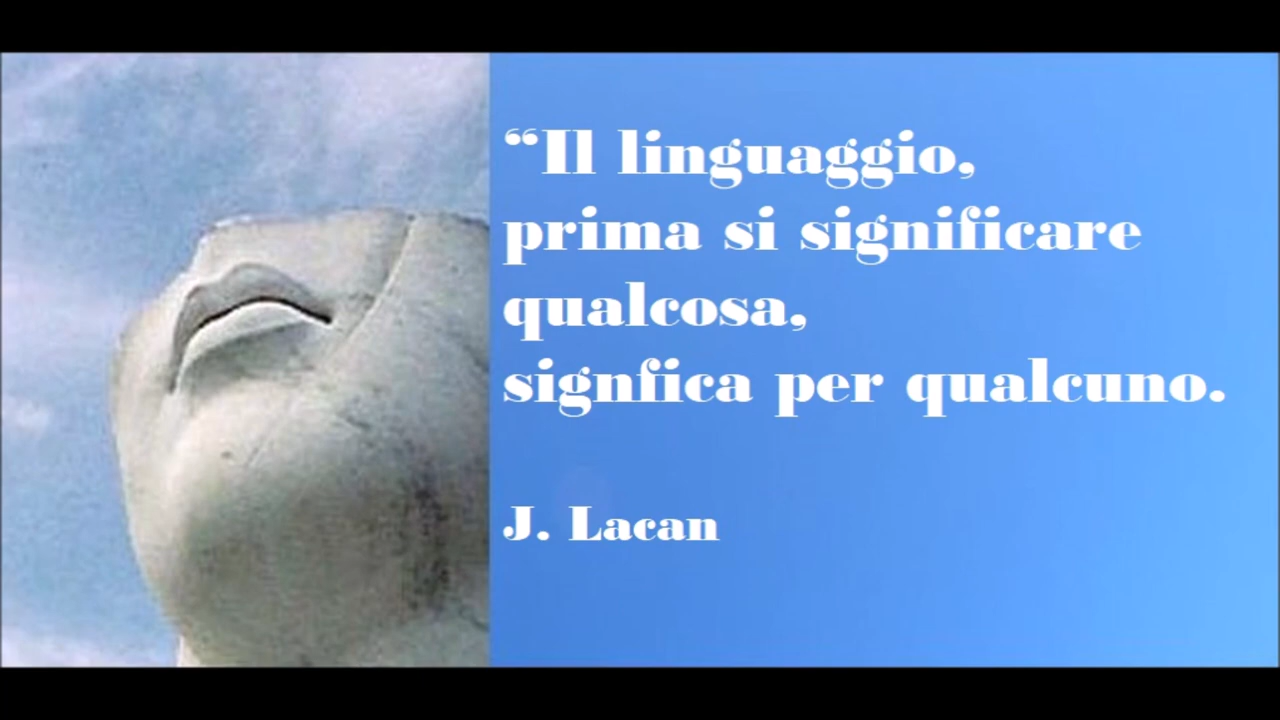 “Il linguaggio,
prima si significare
qualcosa,
signfica per qualcuno.
J. Lacan